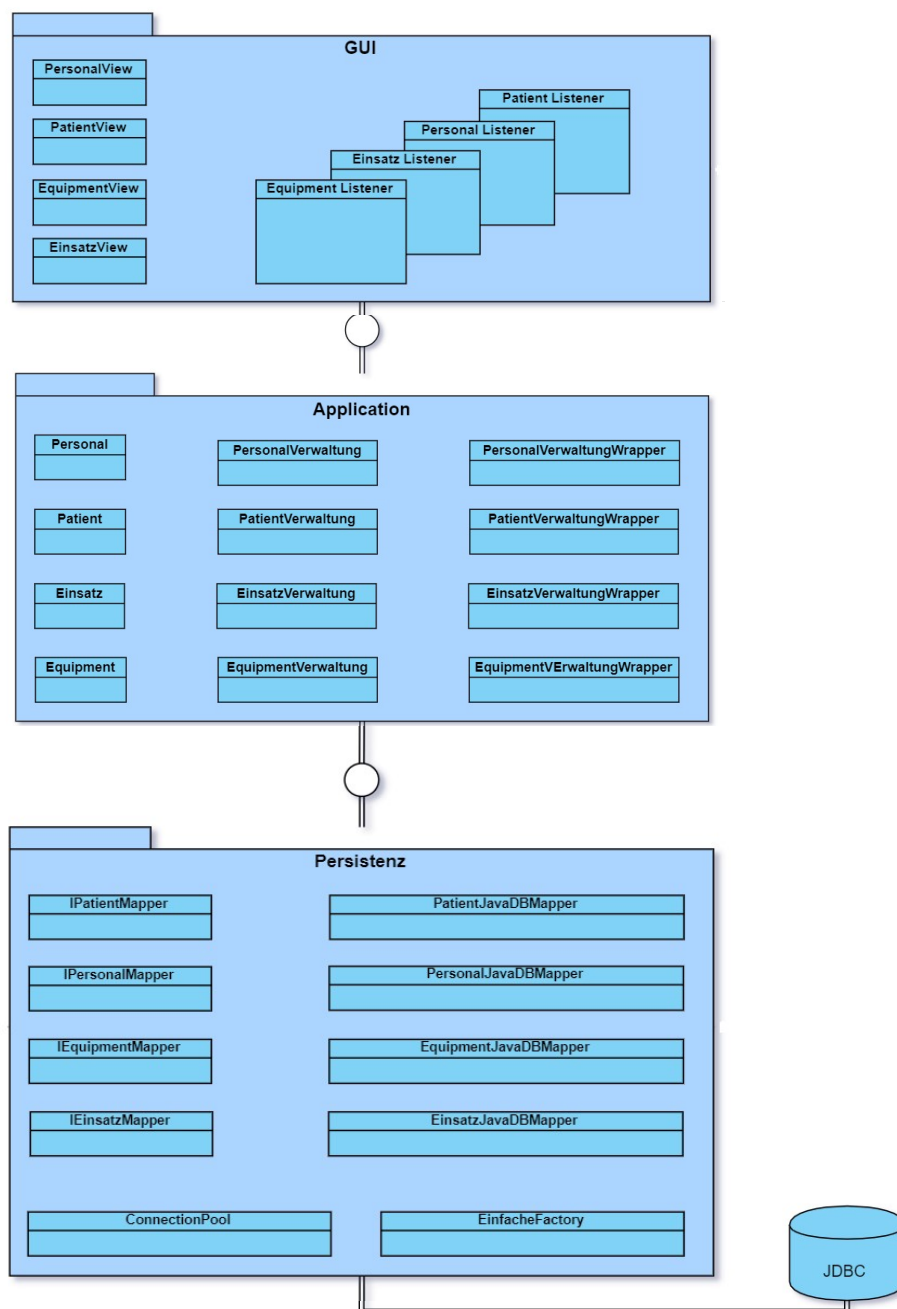 GUI
PersonalView
PatientView
EquipmentView
EinsatzView
Patient Listener
Personal Listener
Einsatz Listener
Equipment Listener
Application
Personal
PersonalVerwaltung
PersonalVerwaltungWrapper
Patient
PatientVerwaltung
PatientVerwaltungWrapper
Einsatz
EinsatzVerwaltung
EinsatzVerwaltungWrapper
Equipment
EquipmentVerwaltung
EquipmentVErwaltungWrapper
Persistenz
IPatientMapper
PatientJavaDBMapper
IPersonalMapper
PersonalJavaDBMapper
IEquipmentMapper
EquipmentJavaDBMapper
IEinsatzMapper
EinsatzJavaDBMapper
ConnectionPool
EinfacheFactory
JDBC